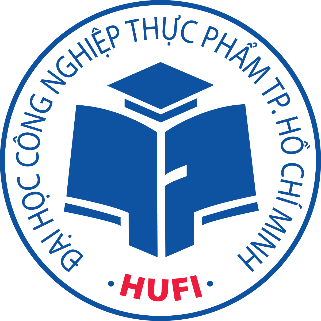 ĐẠI HỌC CÔNG NGHIỆP THỰC PHẨM TP. HỒ CHÍ MINH
· HUFI ·